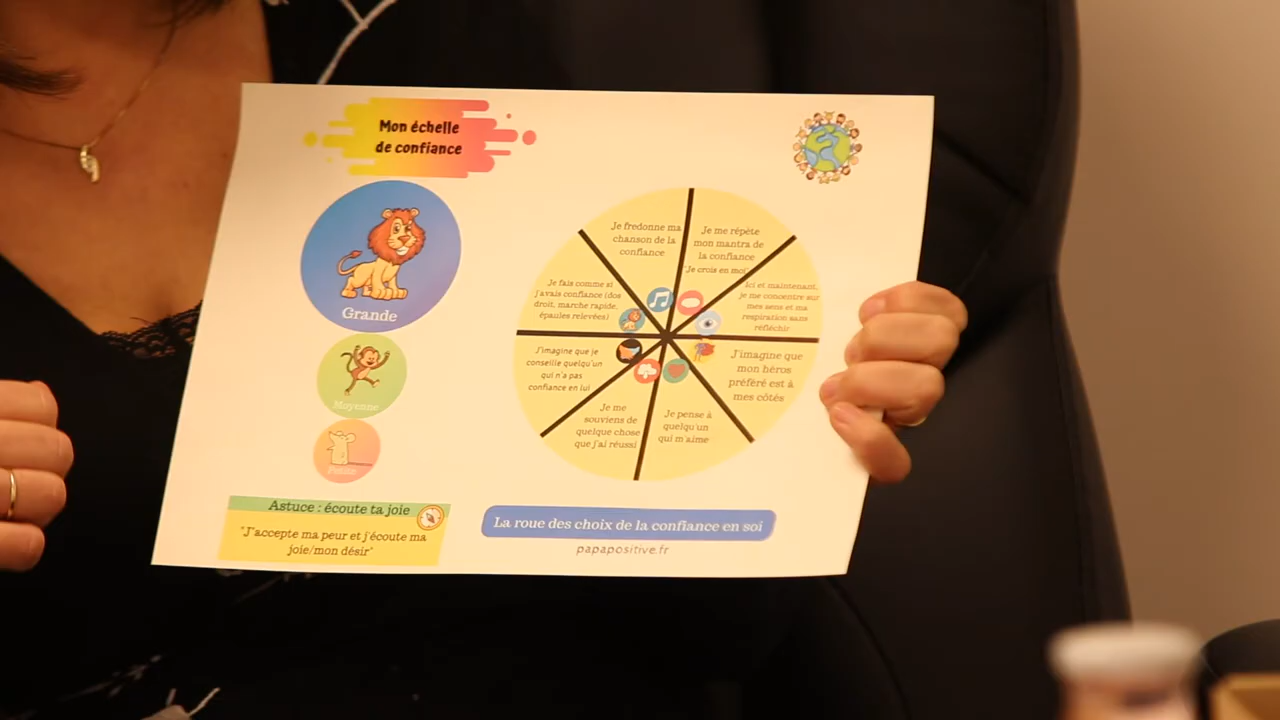 Mon échelle
de confiance
Grande
Moyenne
Petite
Astuce : écoute ta joie
"J'accepte ma peur et j'écoute ma
joie/mon désir"
Je fredonne ma
chanson de la
confiance
Je me répète
mon mantra de
la confiance
"Je crois en moi"
Ici et maintenant,
je me concentre sur
mes sens et ma
respiration sans
réfléchir
J'imagine que
mon héros
préféré est à
mes côtés
Je pense à
quelqu'un
qui m'aime
Je me
souviens de
quelque chose
que j'ai réussi
J'imagine que je
conseille quelqu'un
qui n'a pas
confiance en lui
Je fais comme si
j'avais confiance (dos
droit, marche rapide,
épaules relevées)
La roue des choix de la confiance en soi
papapositive.fr